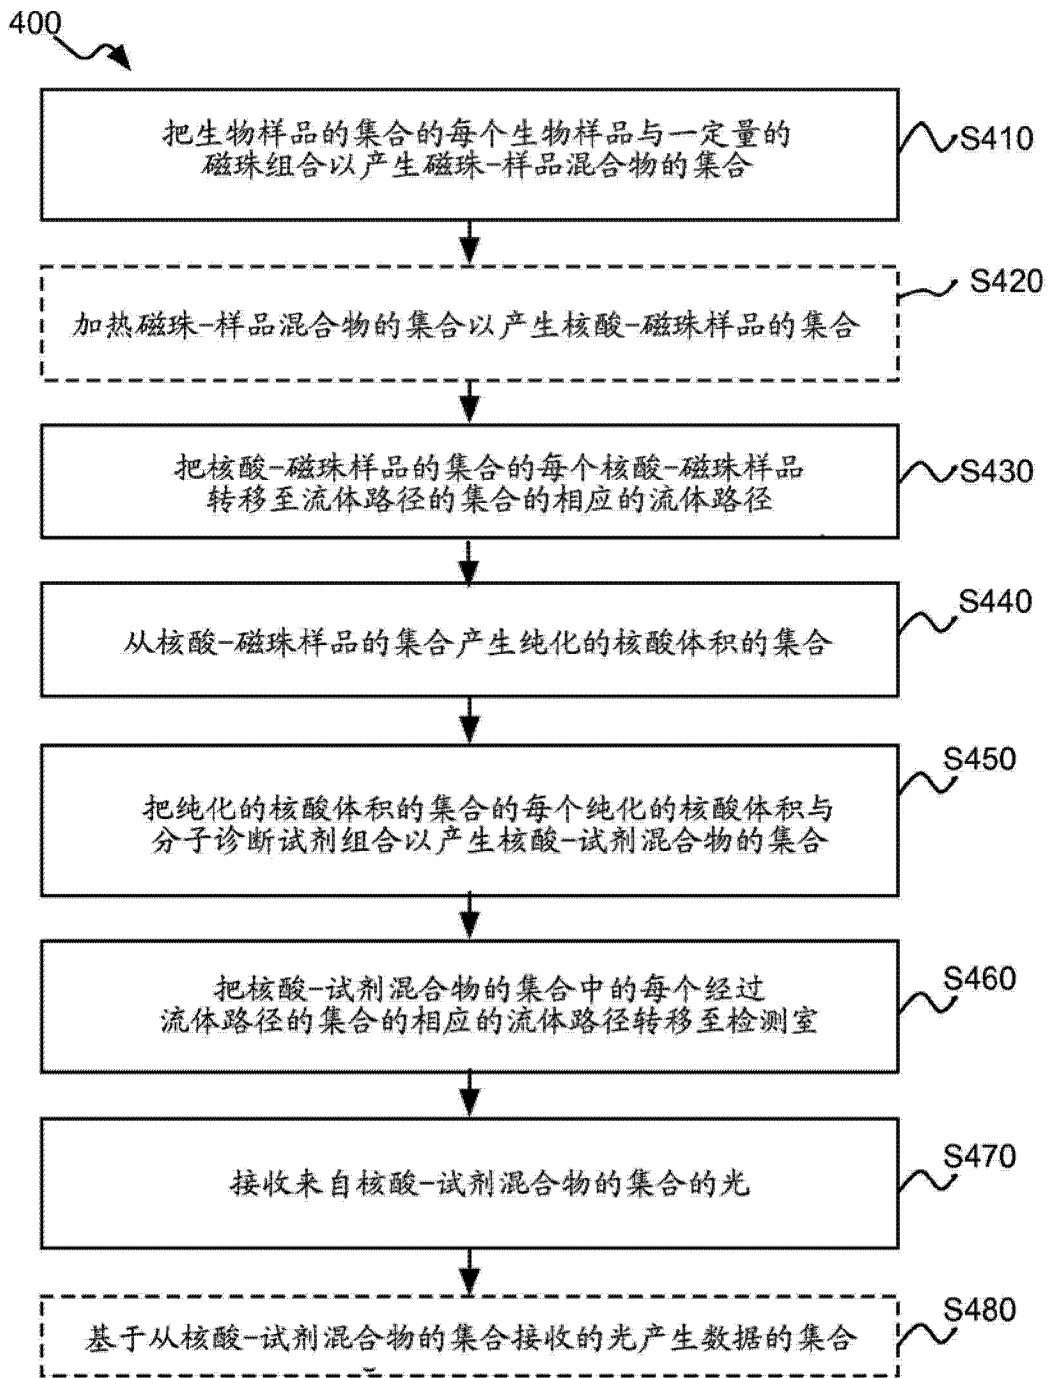 400
把生物样品的集合的每个生物样品与一定量的
磁珠组合以产生磁珠-样品混合物的集合
S410
加热磁珠-样品混合物的集合以产生核酸-磁珠样品的集合
S420
把核酸-磁珠样品的集合的每个核酸-磁珠样品
转移至流体路径的集合的相应的流体路径
S430
从核酸-磁珠样品的集合产生纯化的核酸体积的集合
S440
把纯化的核酸体积的集合的每个纯化的核酸体积与
分子诊断试剂组合以产生核酸-试剂混合物的集合
S450
把核酸-试剂混合物的集合中的每个经过
流体路径的集合的相应的流体路径转移至检测室
S460
接收来自核酸-试剂混合物的集合的光
S470
基于从核酸-试剂混合物的集合接收的光产生数据的集合
S480